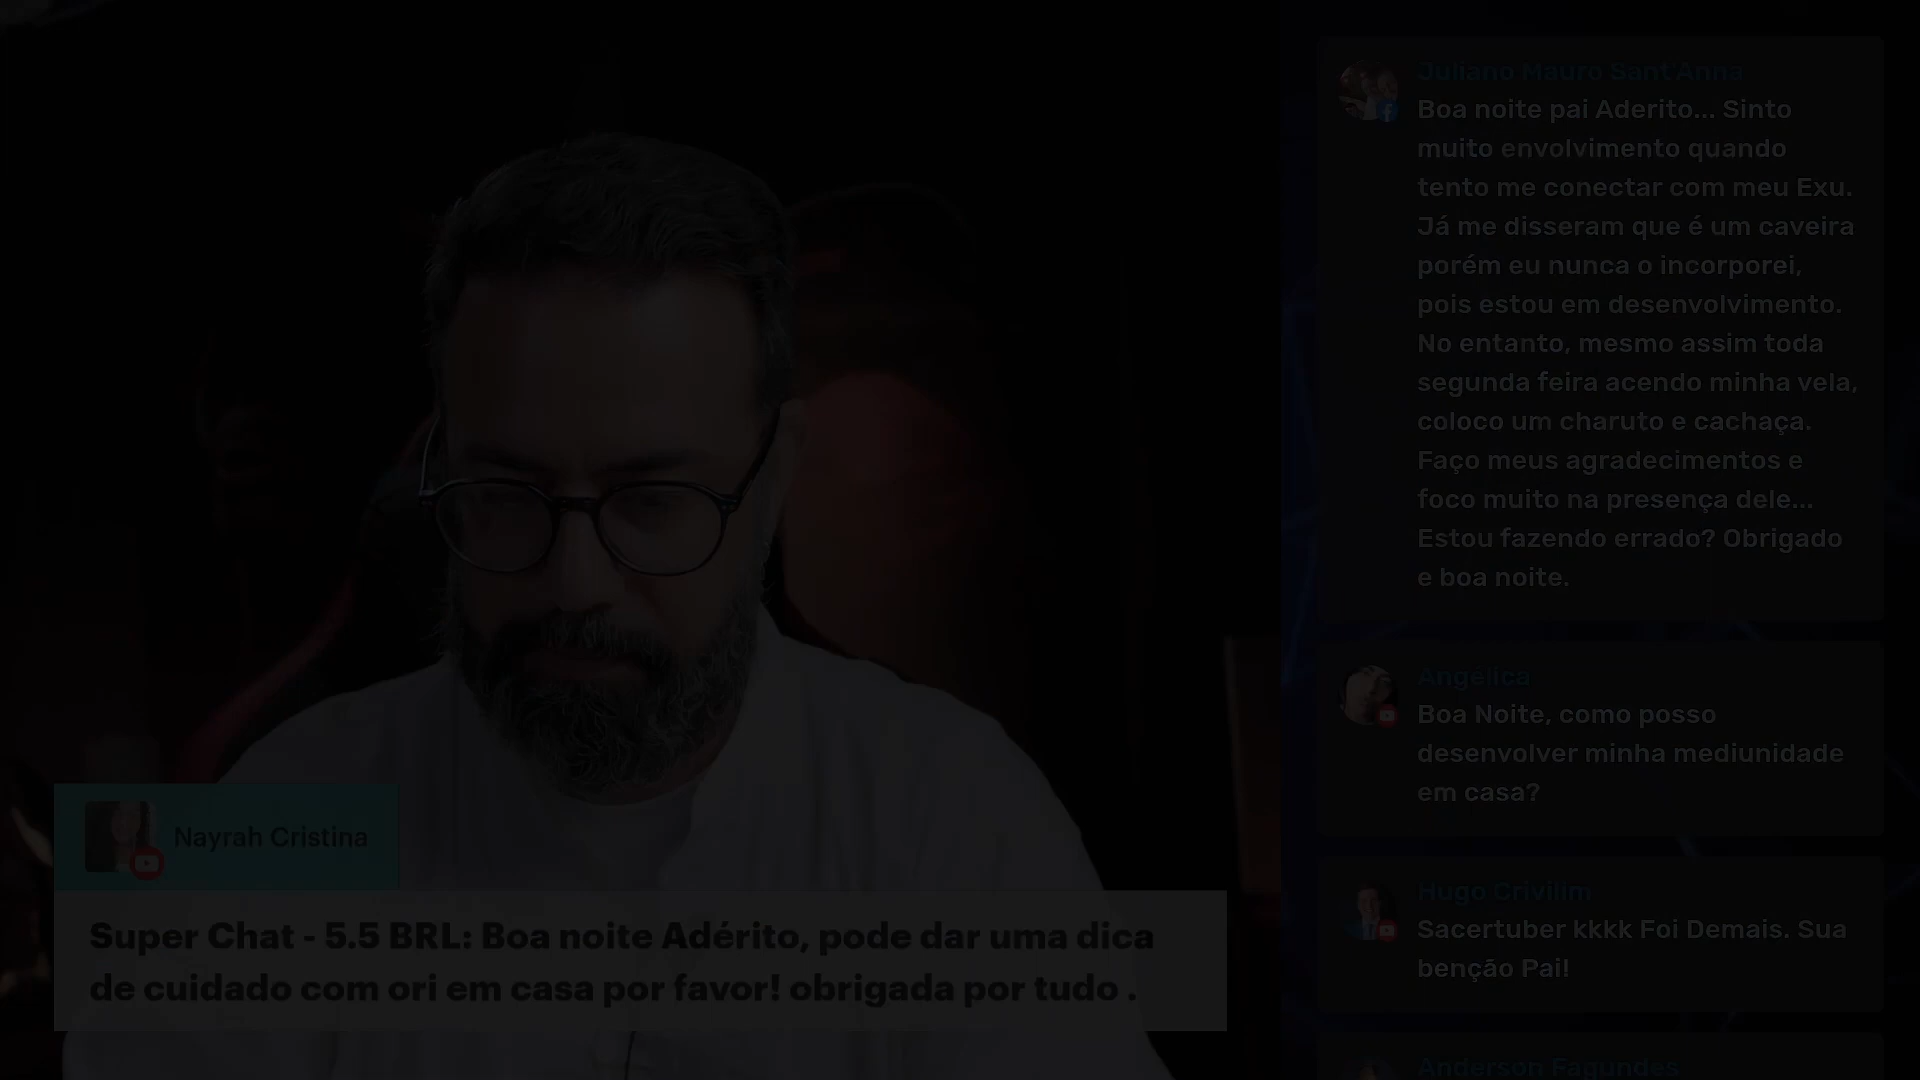 Juliano Mauro Sant'Anna
Boa noite pai Aderito... Sinto
muito envolvimento quando
tento me conectar com meu Exu.
Já me disseram que é um caveira
porém eu nunca o incorporei,
pois estou em desenvolvimento.
No entanto, mesmo assim toda
segunda feira acendo minha vela,
coloco um charuto e cachaça.
Faço meus agradecimentos e
foco muito na presença dele...
Estou fazendo errado? Obrigado
e boa noite.
Angélica
Boa Noite, como posso
desenvolver minha mediunidade
em casa?
Hugo Crivilim
Sacertuber kkkk Foi Demais. Sua
benção Pai!
Anderson Fagundes
Nayrah Cristina
Super Chat - 5.5 BRL: Boa noite Adérito, pode dar uma dica
de cuidado com ori em casa por favor! obrigada por tudo .